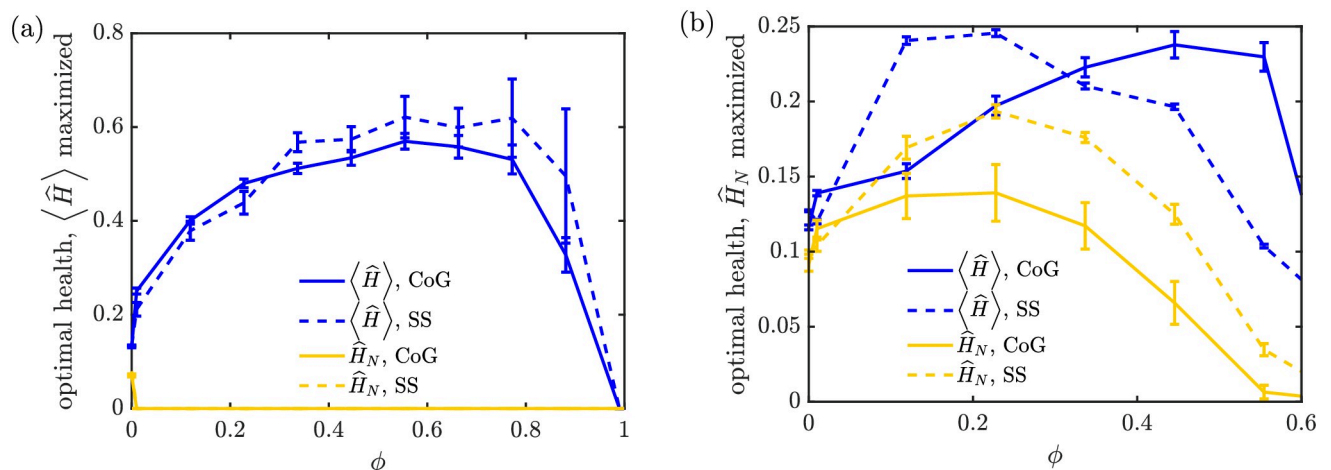 (a)
optimal health, ⟨Ĥ⟩ maximized
0.8
0.6
0.4
0.2
0
0
0.2
0.4
0.6
0.8
1
ϕ
⟨Ĥ⟩, CoG
⟨Ĥ⟩, SS
Ĥ_N, CoG
Ĥ_N, SS
(b)
optimal health, Ĥ_N maximized
0.25
0.2
0.15
0.1
0.05
0
0
0.2
0.4
0.6
ϕ
⟨Ĥ⟩, CoG
⟨Ĥ⟩, SS
Ĥ_N, CoG
Ĥ_N, SS